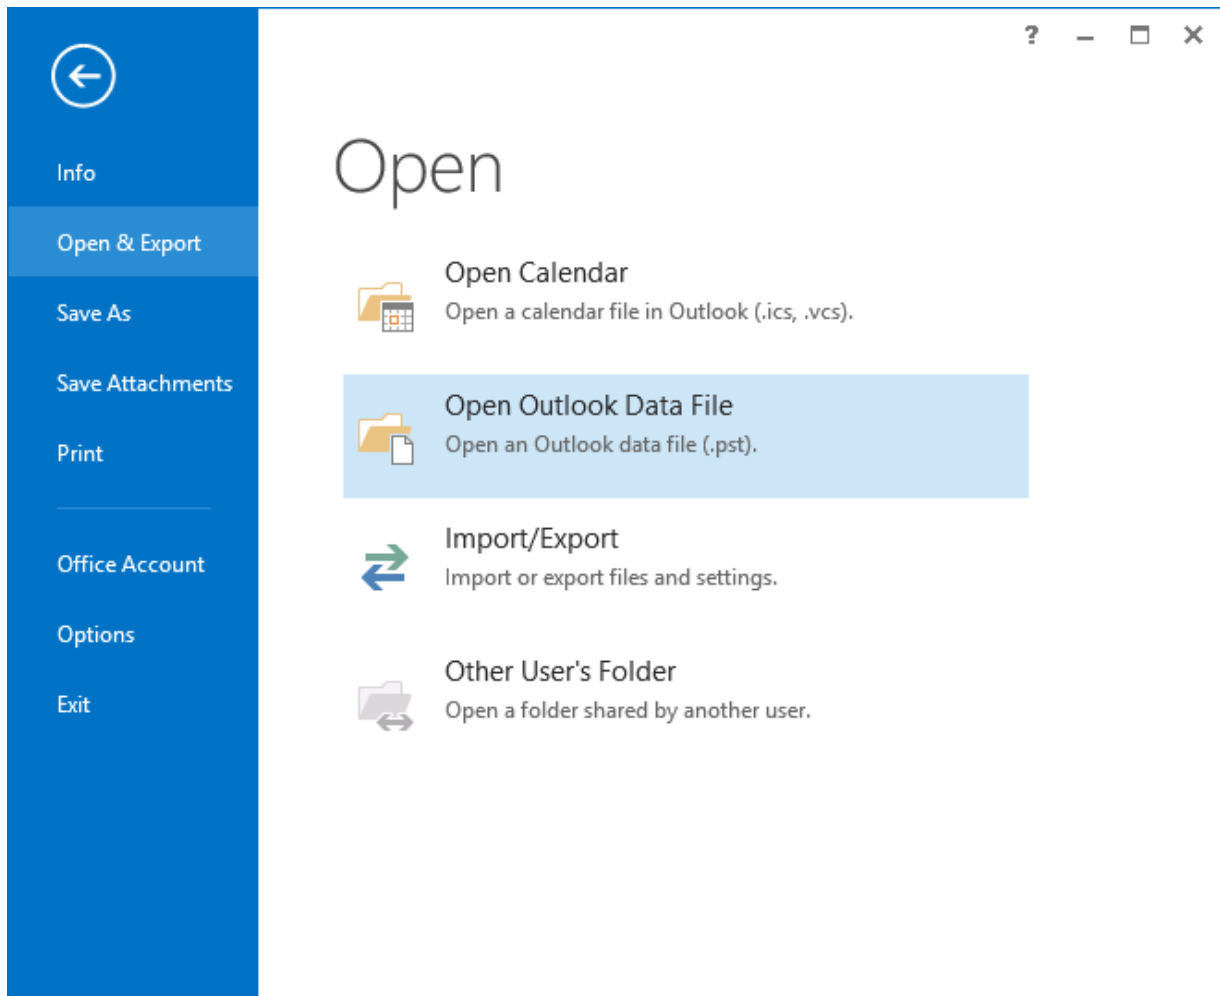 ?
Info
Open & Export
Save As
Save Attachments
Print
Office Account
Options
Exit
Open
Open Calendar
Open a calendar file in Outlook (.ics, .vcs).
Open Outlook Data File
Open an Outlook data file (.pst).
Import/Export
Import or export files and settings.
Other User's Folder
Open a folder shared by another user.